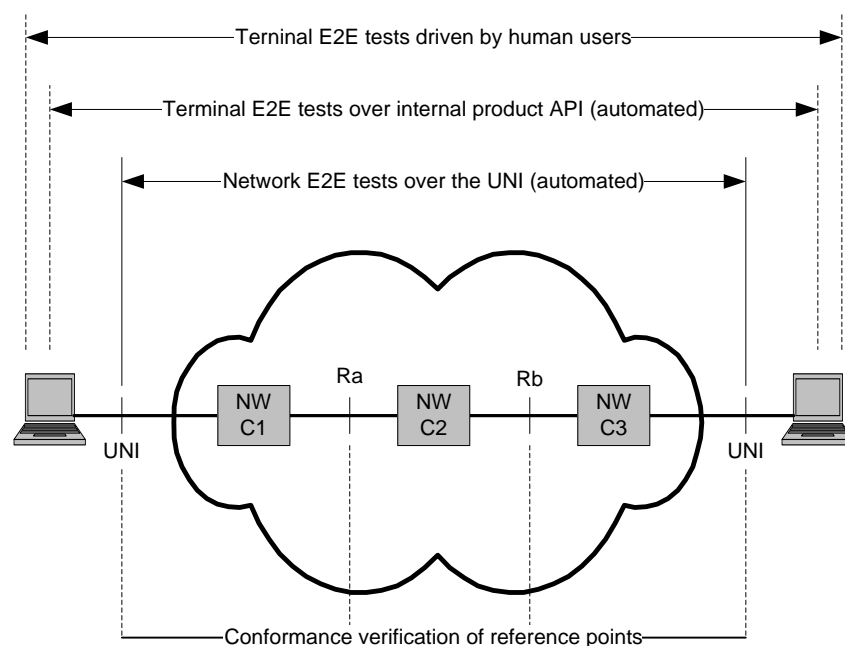 Terninal E2E tests driven by human users
Terminal E2E tests over internal product API (automated)
Network E2E tests over the UNI (automated)
Ra
Rb
NW
C1
NW
C2
NW
C3
UNI
UNI
Conformance verification of reference points